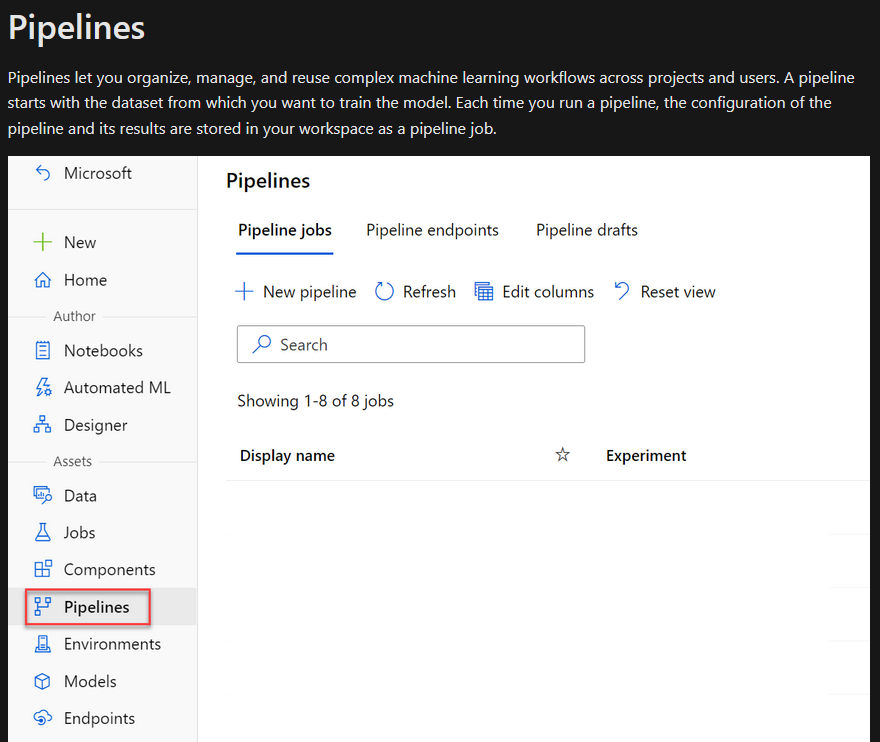 Pipelines
Pipelines let you organize, manage, and reuse complex machine learning workflows across projects and users. A pipeline
starts with the dataset from which you want to train the model. Each time you run a pipeline, the configuration of the
pipeline and its results are stored in your workspace as a pipeline job.
Microsoft
New
Home
Author
Notebooks
Automated ML
Designer
Assets
Data
Jobs
Components
Pipelines
Environments
Models
Endpoints
Pipelines
Pipeline jobs Pipeline endpoints Pipeline drafts
New pipeline Refresh Edit columns Reset view
Search
Showing 1-8 of 8 jobs
Display name Experiment